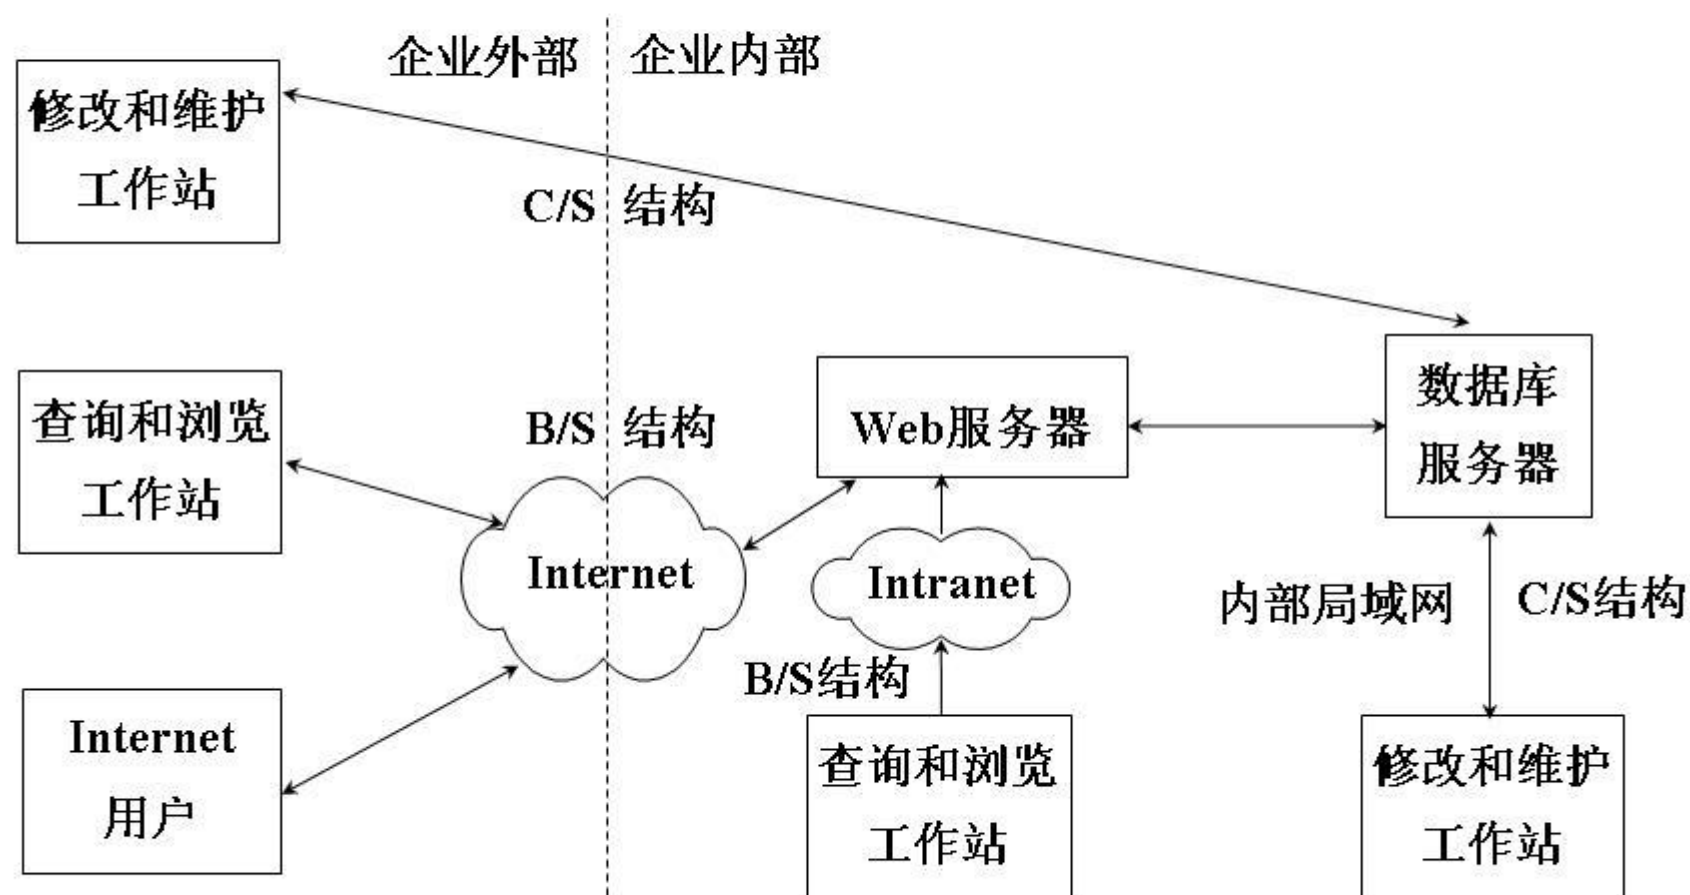 企业外部 企业内部
修改和维护
工作站
C/S 结构
查询和浏览
工作站
B/S 结构
Web服务器
数据库
服务器
Internet
Intranet
内部局域网
C/S结构
B/S结构
Internet
用户
查询和浏览
工作站
修改和维护
工作站